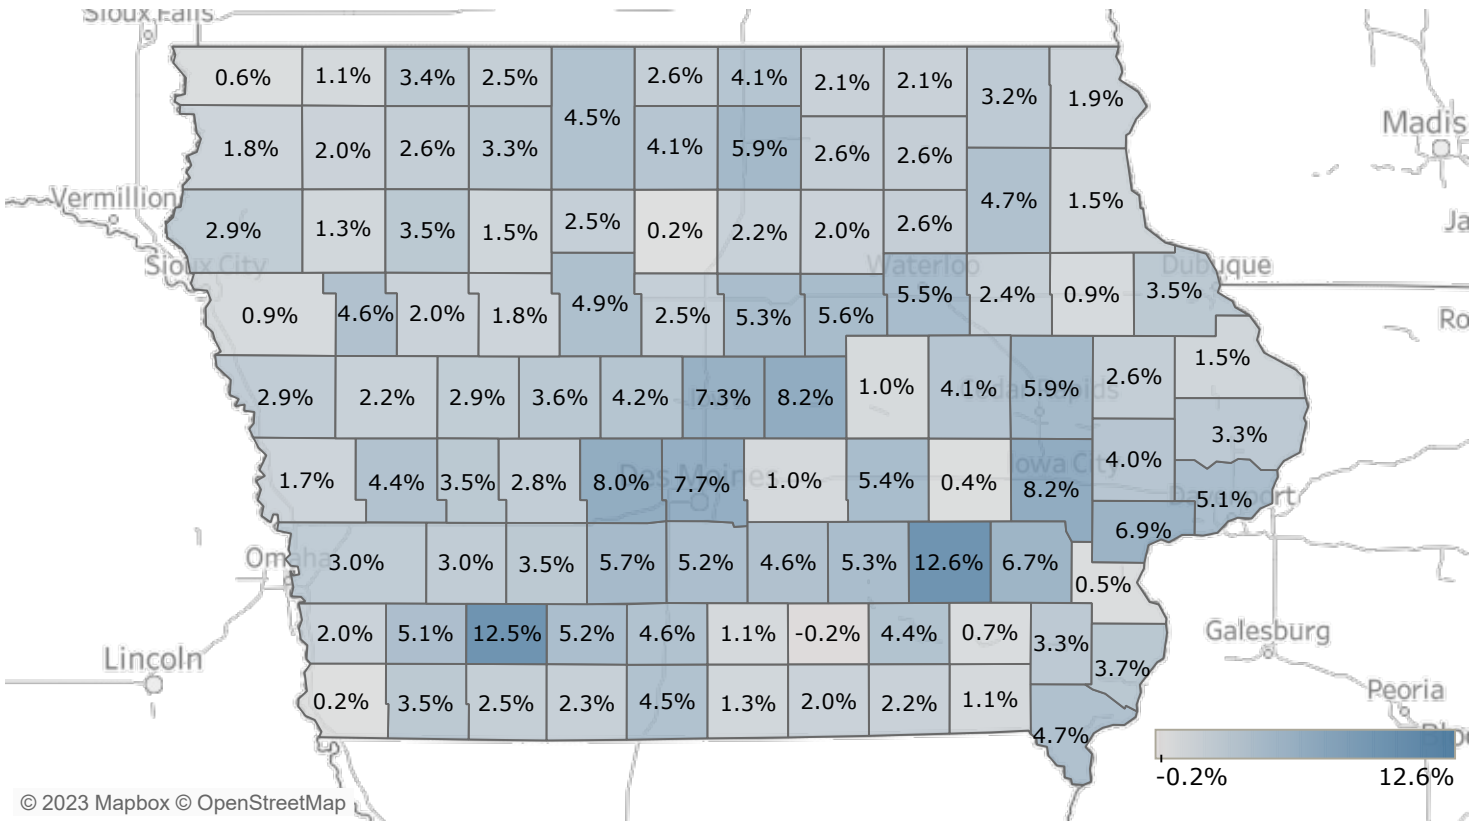 Sioux Falls
0.6% 1.1% 3.4% 2.5% 4.5% 2.6% 4.1% 2.1% 2.1% 3.2% 1.9%
Madis
1.8% 2.0% 2.6% 3.3% 4.1% 5.9% 2.6% 2.6% 4.7% 1.5%
Vermillion
Ja
2.9% 1.3% 3.5% 1.5% 2.5% 0.2% 2.2% 2.0% 2.6%
Sioux City Waterloo Dubuque
0.9% 4.6% 2.0% 1.8% 4.9% 2.5% 5.3% 5.6% 5.5% 2.4% 0.9% 3.5%
Ro
1.5%
2.9% 2.2% 2.9% 3.6% 4.2% 7.3% 8.2% 1.0% 4.1% 5.9% 2.6%
Cedar Rapids
3.3%
Des Moines Iowa City
1.7% 4.4% 3.5% 2.8% 8.0% 7.7% 1.0% 5.4% 0.4% 8.2% 4.0%
Davenport
5.1%
6.9%
Omaha
3.0% 3.0% 3.5% 5.7% 5.2% 4.6% 5.3% 12.6% 6.7% 0.5%
2.0% 5.1% 12.5% 5.2% 4.6% 1.1% -0.2% 4.4% 0.7% 3.3%
Galesburg
Lincoln
3.7%
0.2% 3.5% 2.5% 2.3% 4.5% 1.3% 2.0% 2.2% 1.1%
Peoria
4.7%
-0.2% 12.6%
© 2023 Mapbox © OpenStreetMap